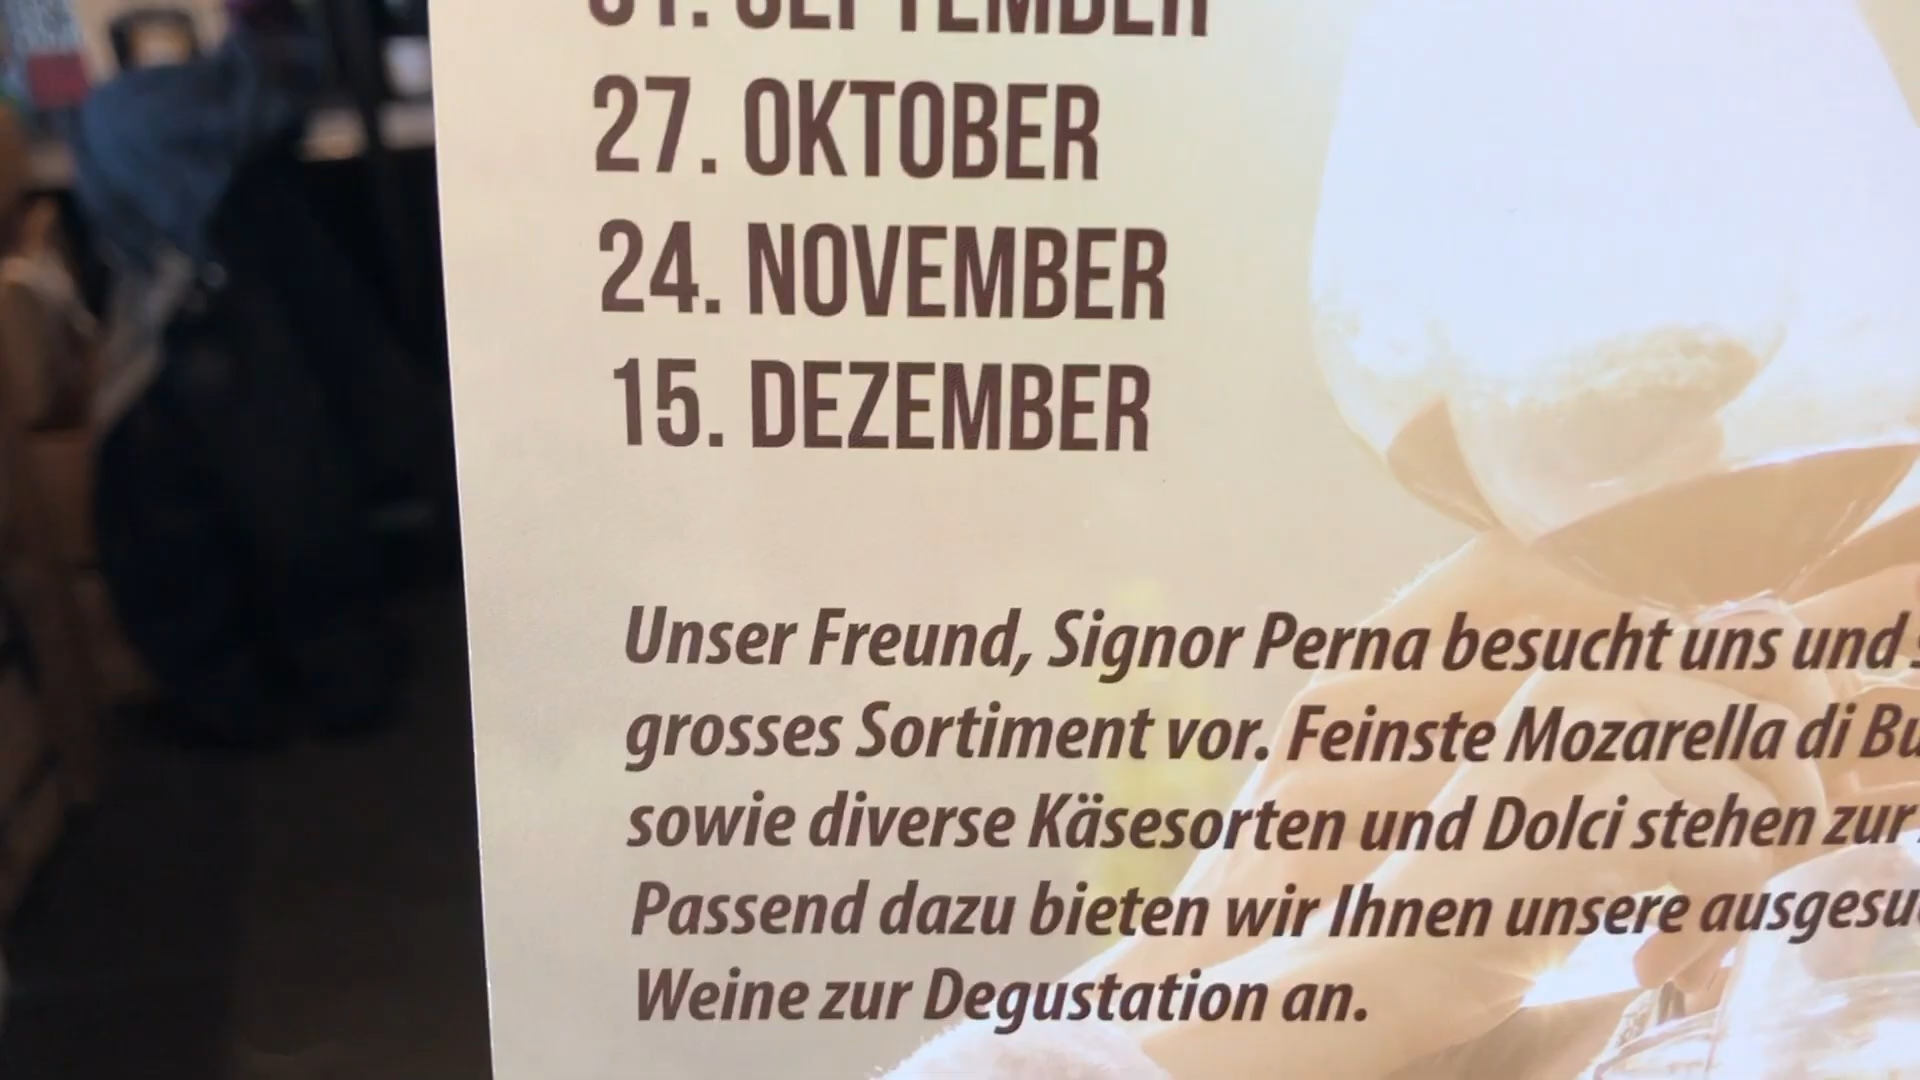 SEPTEMBER
27. OKTOBER
24. NOVEMBER
15. DEZEMBER
Unser Freund, Signor Perna besucht uns und
grosses Sortiment vor. Feinste Mozarella di
sowie diverse Käsesorten und Dolci stehen zur
Passend dazu bieten wir Ihnen unsere
Weine zur Degustation an.